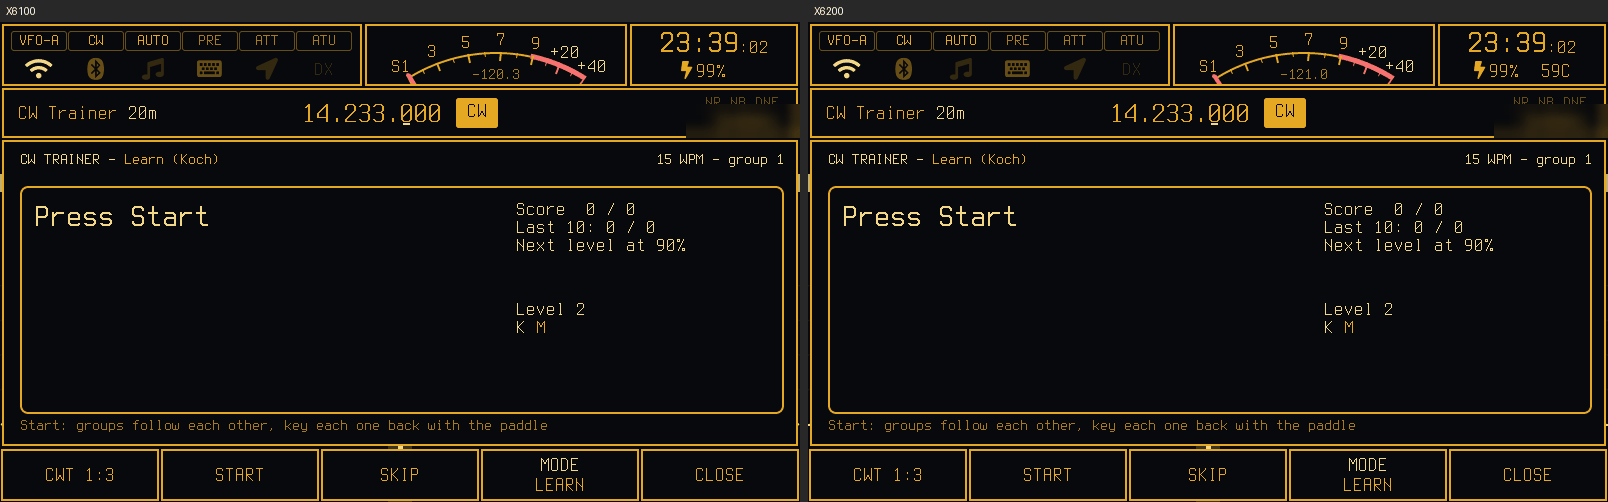 X6100
VFO-A CW AUTO PRE ATT ATU
DX
S1 3 5 7 9 +20 +40
-120.3
23:39:02
99%
CW Trainer 20m 14.233.000 CW
NR NB DNF
CW TRAINER - Learn (Koch) 15 WPM - group 1
Press Start
Score 0 / 0
Last 10: 0 / 0
Next level at 90%
Level 2
K M
Start: groups follow each other, key each one back with the paddle
CWT 1:3 START SKIP MODE LEARN CLOSE
X6200
VFO-A CW AUTO PRE ATT ATU
DX
S1 3 5 7 9 +20 +40
-121.0
23:39:02
99% 59C
CW Trainer 20m 14.233.000 CW
NR NB DNF
CW TRAINER - Learn (Koch) 15 WPM - group 1
Press Start
Score 0 / 0
Last 10: 0 / 0
Next level at 90%
Level 2
K M
Start: groups follow each other, key each one back with the paddle
CWT 1:3 START SKIP MODE LEARN CLOSE